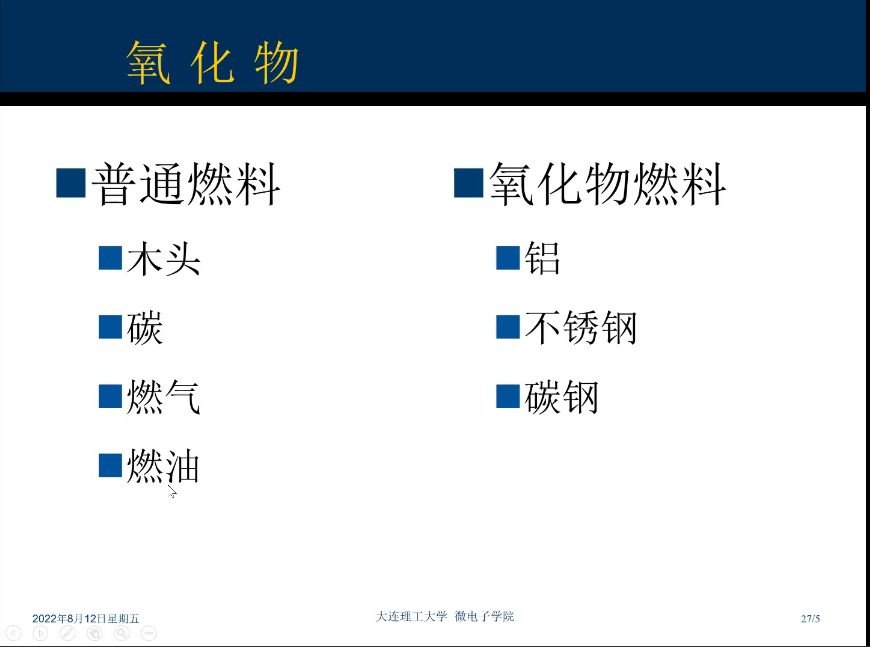 氧化物
普通燃料
木头
碳
燃气
燃油
氧化物燃料
铝
不锈钢
碳钢
2022年8月12日星期五
大连理工大学 微电子学院
27/5